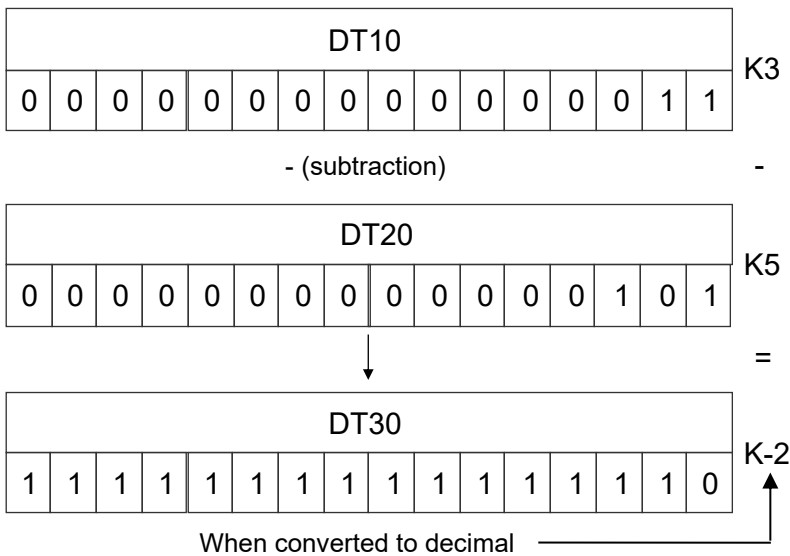 DT10
K3
0 0 0 0 0 0 0 0 0 0 0 0 0 0 1 1
- (subtraction) -
DT20
K5
0 0 0 0 0 0 0 0 0 0 0 0 0 1 0 1
=
DT30
K-2
1 1 1 1 1 1 1 1 1 1 1 1 1 1 1 0
When converted to decimal